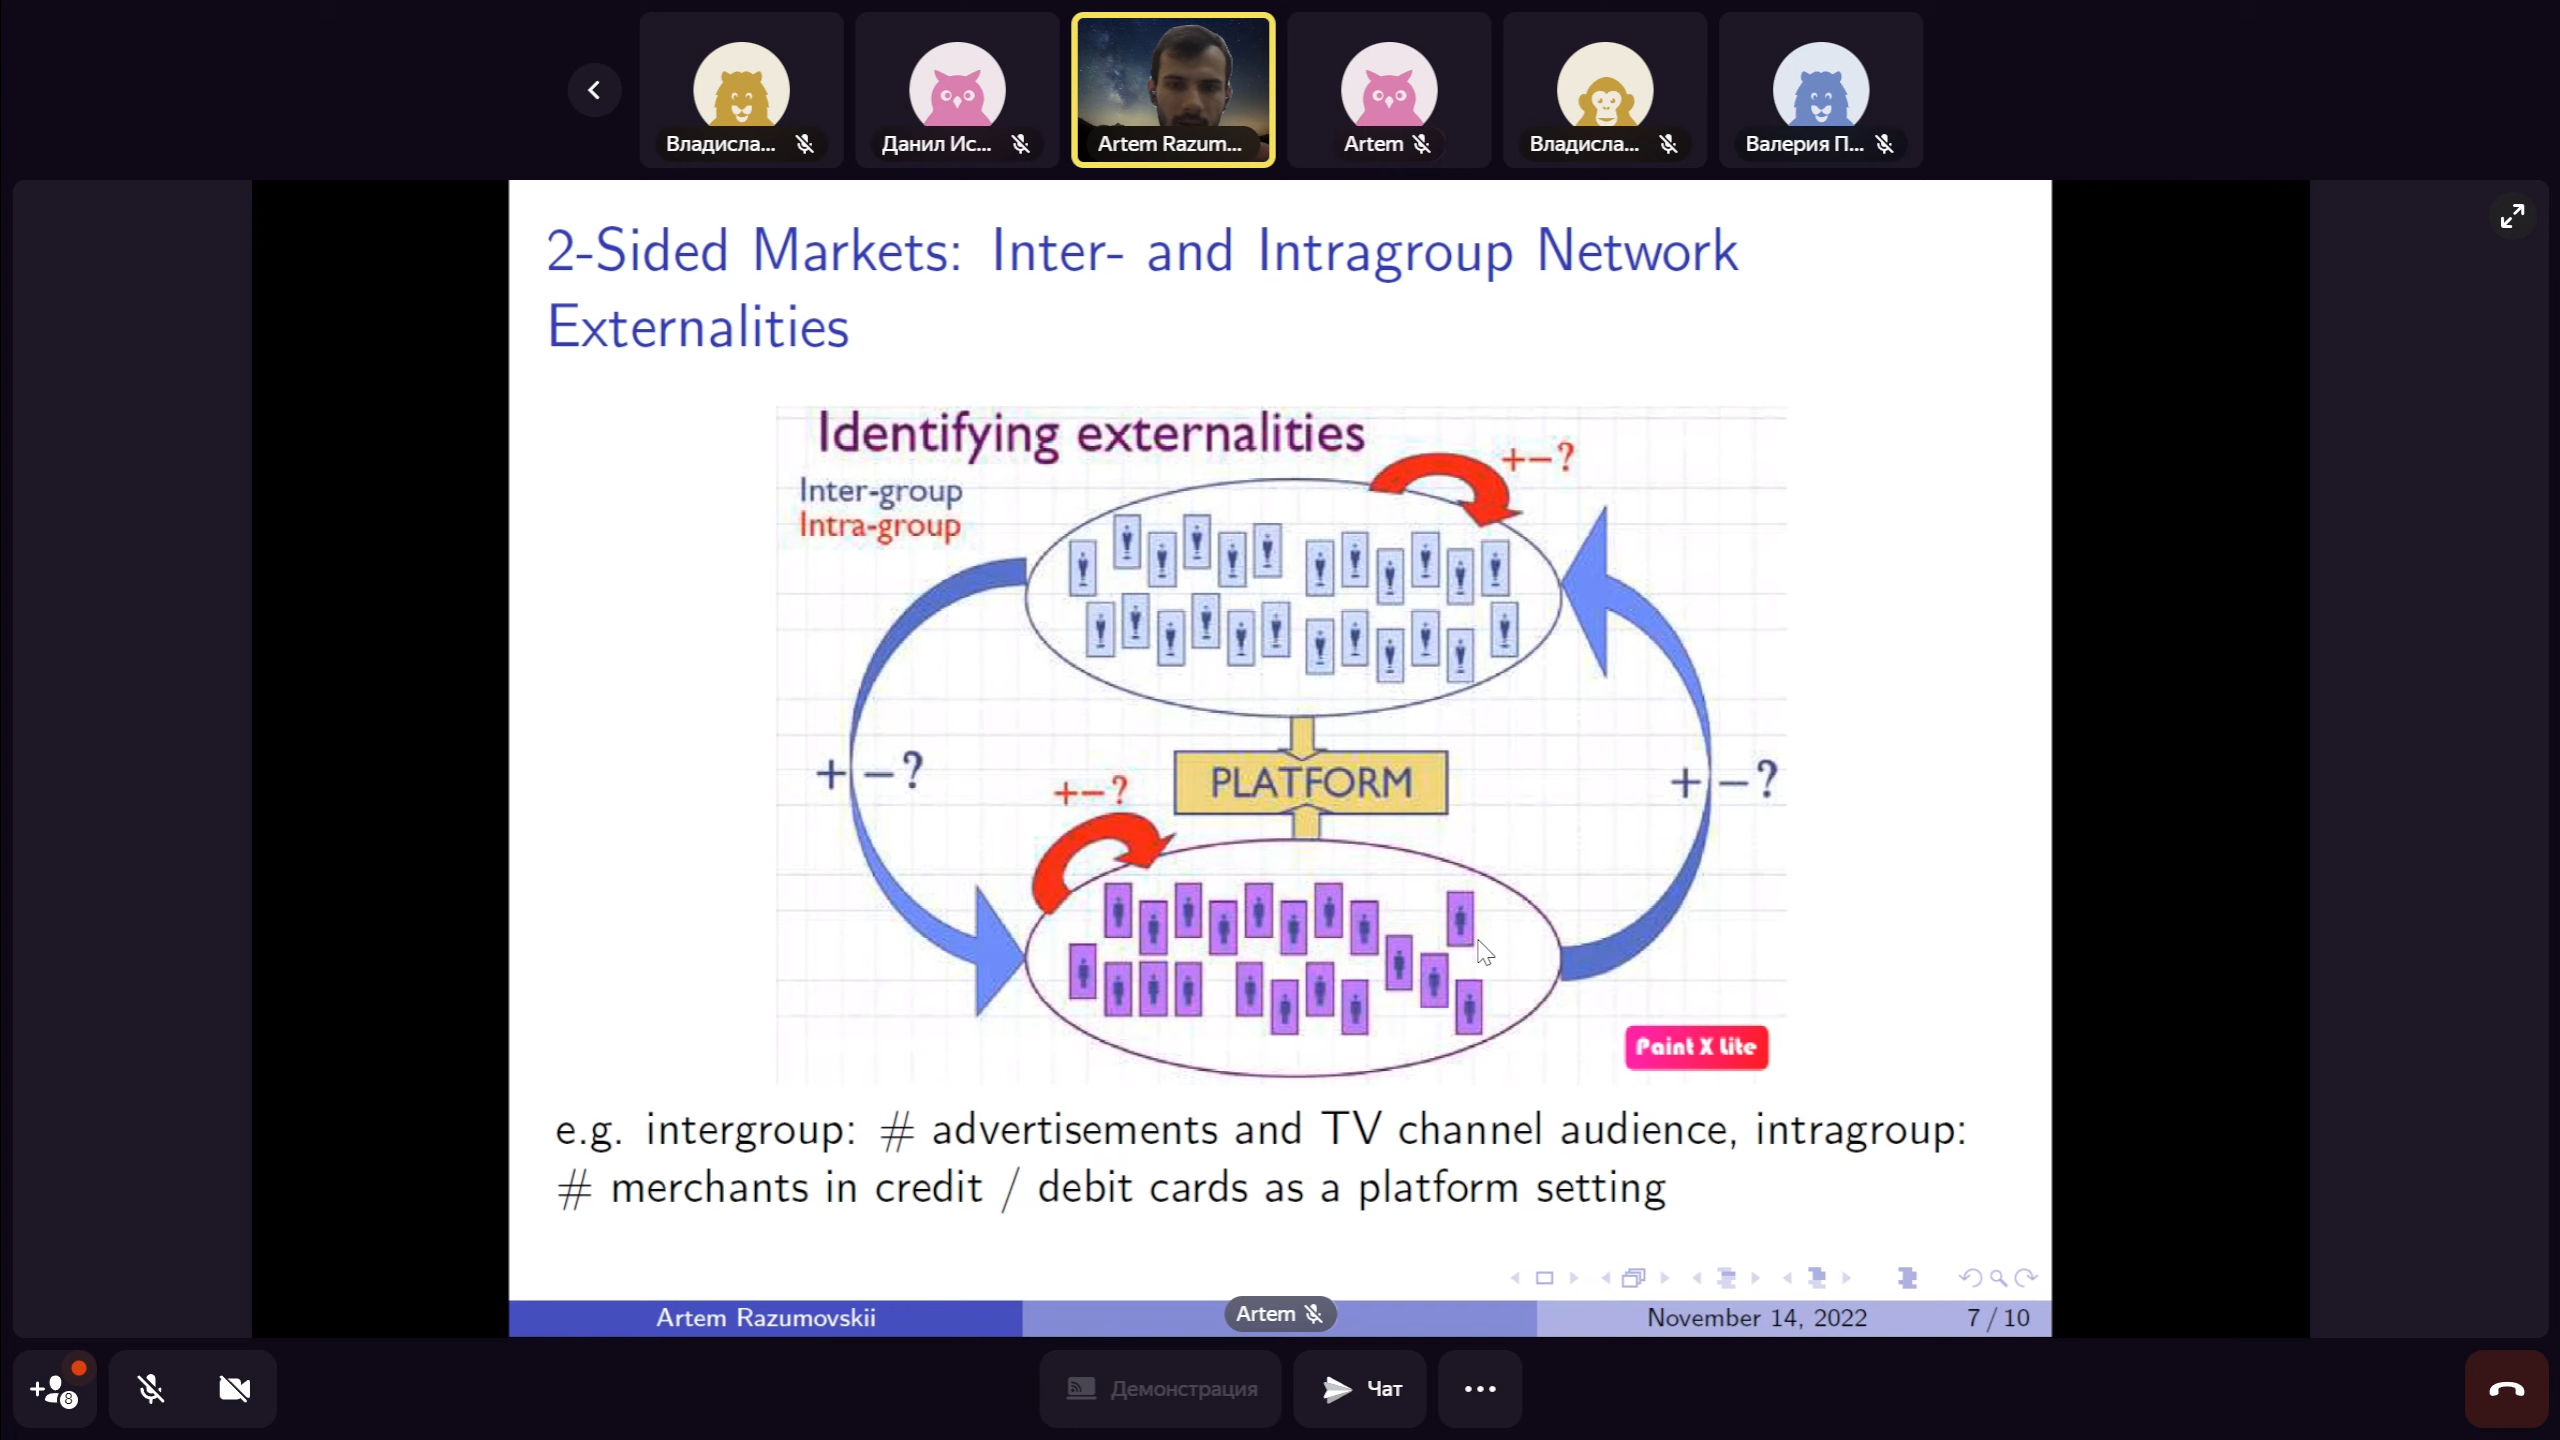 Владисла...
Данил Ис...
Artem Razum...
Artem
Владисла...
Валерия П...
2-Sided Markets: Inter- and Intragroup Network
Externalities
Identifying externalities
+−?
Inter-group
Intra-group
+ −?
+ −?
PLATFORM
+−?
Paint X Lite
e.g. intergroup: # advertisements and TV channel audience, intragroup:
# merchants in credit / debit cards as a platform setting
Artem Razumovskii
Artem
November 14, 2022
7 / 10
8
Демонстрация
Чат